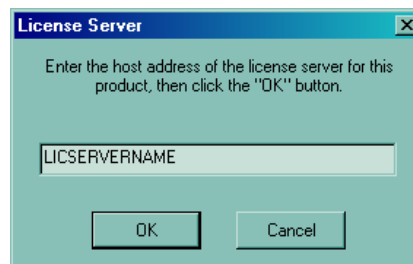 License Server
Enter the host address of the license server for this
product, then click the "OK" button.
LICSERVERNAME
OK
Cancel